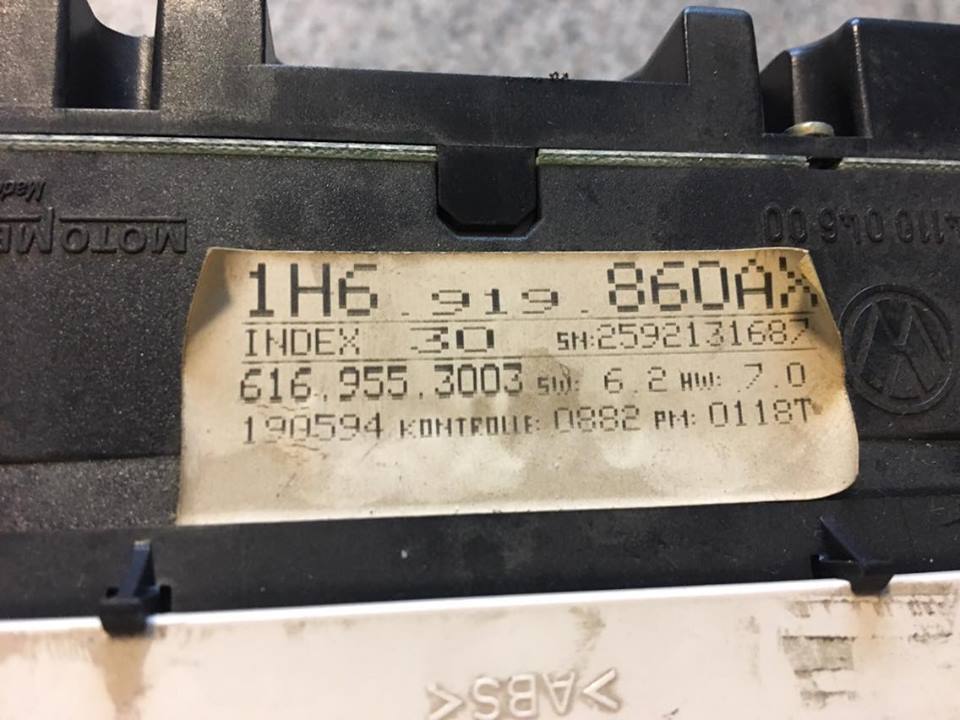 1H6.919.860AX
INDEX 30 SN:2592131687
616.955.3003 SW: 6.2 HW: 7.0
190594 KONTROLLE: 0882 PM: 0118T
>ABS<